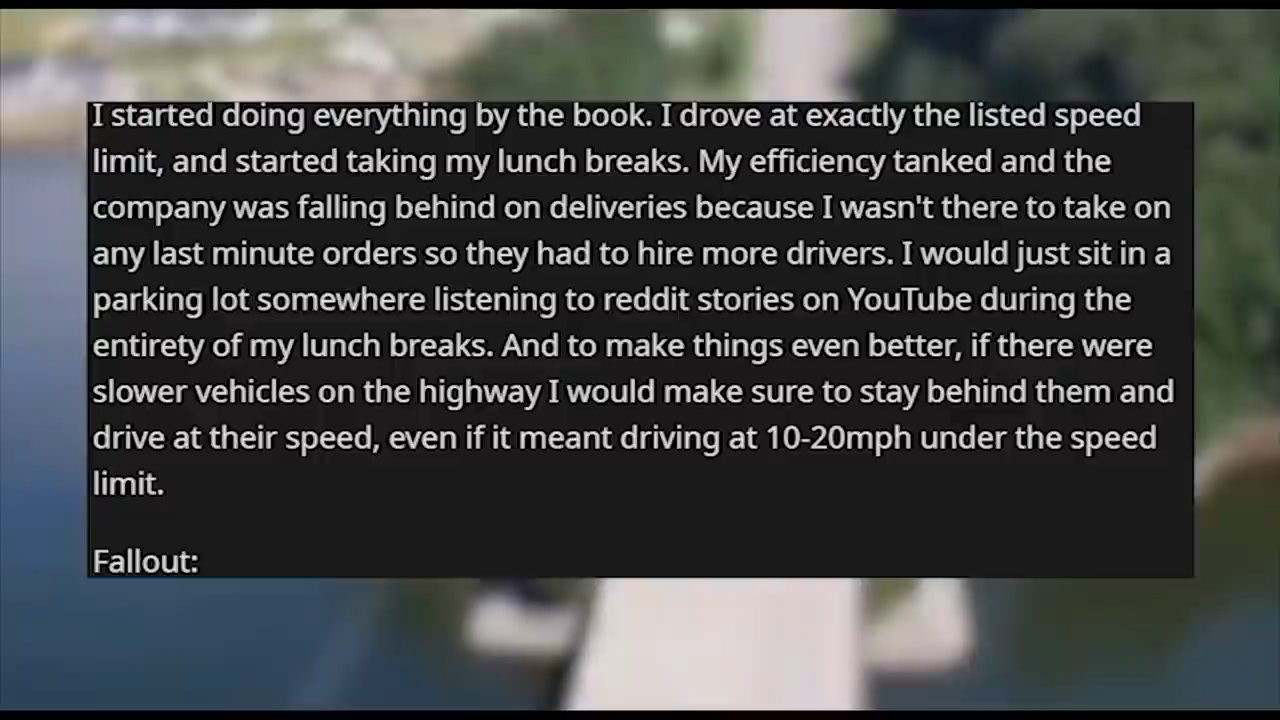 I started doing everything by the book. I drove at exactly the listed speed
limit, and started taking my lunch breaks. My efficiency tanked and the
company was falling behind on deliveries because I wasn't there to take on
any last minute orders so they had to hire more drivers. I would just sit in a
parking lot somewhere listening to reddit stories on YouTube during the
entirety of my lunch breaks. And to make things even better, if there were
slower vehicles on the highway I would make sure to stay behind them and
drive at their speed, even if it meant driving at 10-20mph under the speed
limit.
Fallout: